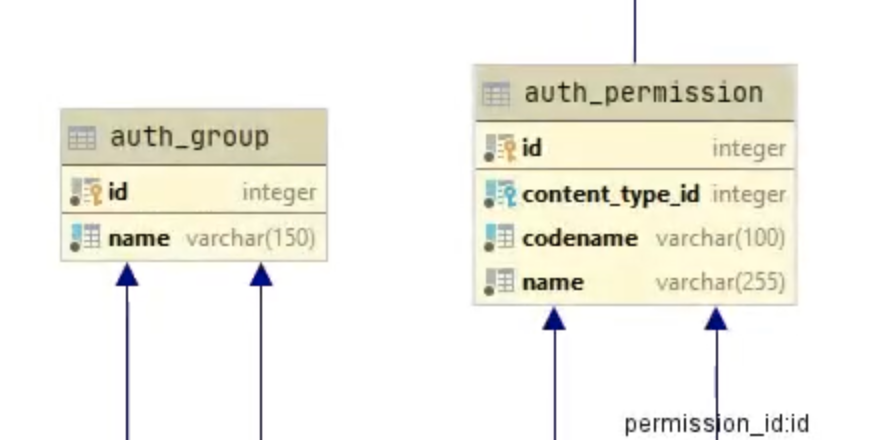 auth_group
id integer
name varchar(150)
auth_permission
id integer
content_type_id integer
codename varchar(100)
name varchar(255)
permission_id:id